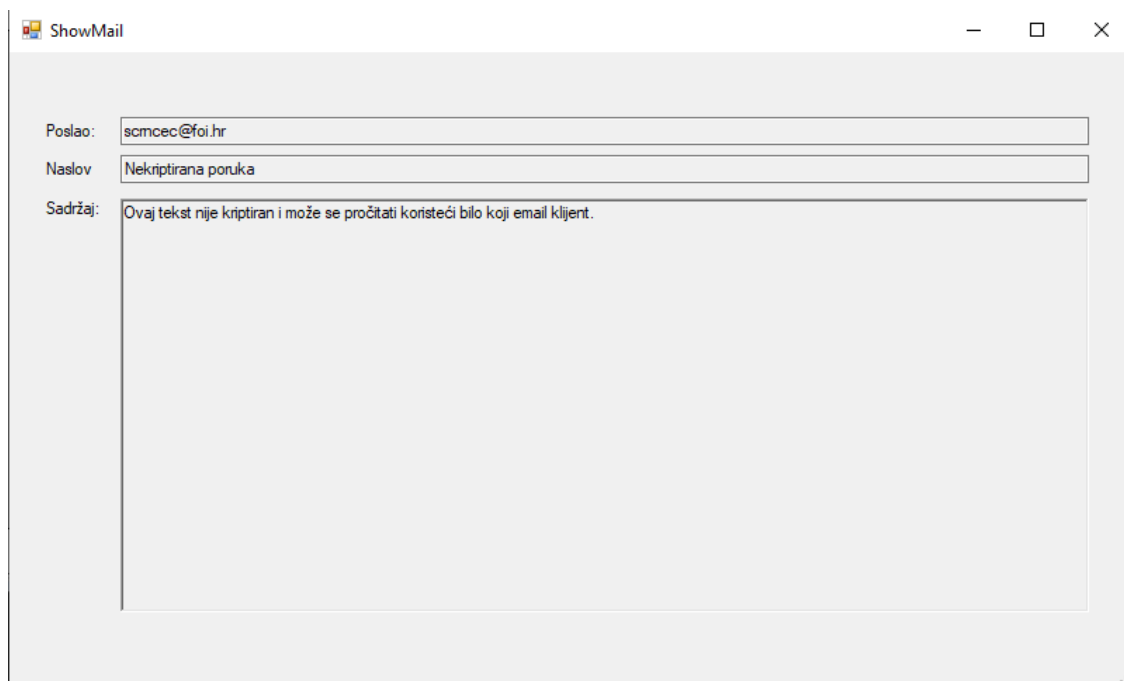 ShowMail
Poslao: scmcec@foi.hr
Naslov Nekriptirana poruka
Sadržaj: Ovaj tekst nije kriptiran i može se pročitati koristeći bilo koji email klijent.